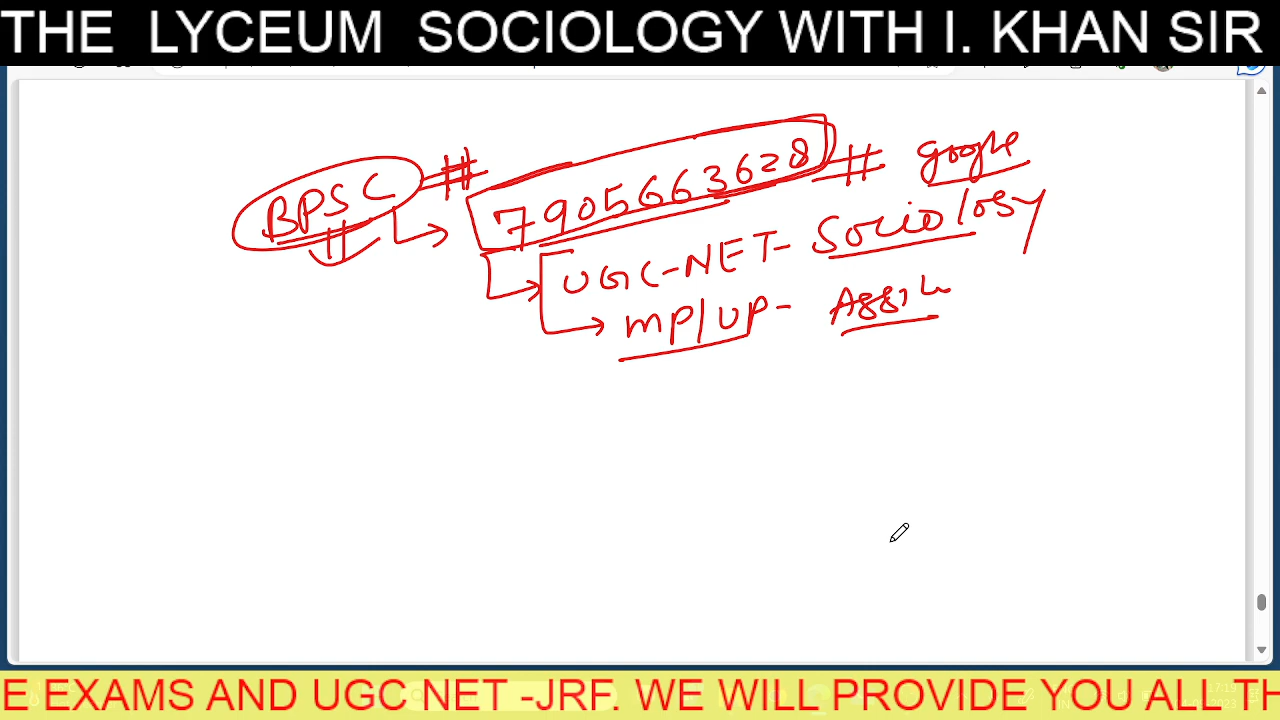 THE LYCEUM SOCIOLOGY WITH I. KHAN SIR
BPSC # 7905663628 # google
UGC-NET- Sociology
MP/UP-
E EXAMS AND UGC NET -JRF. WE WILL PROVIDE YOU ALL TH